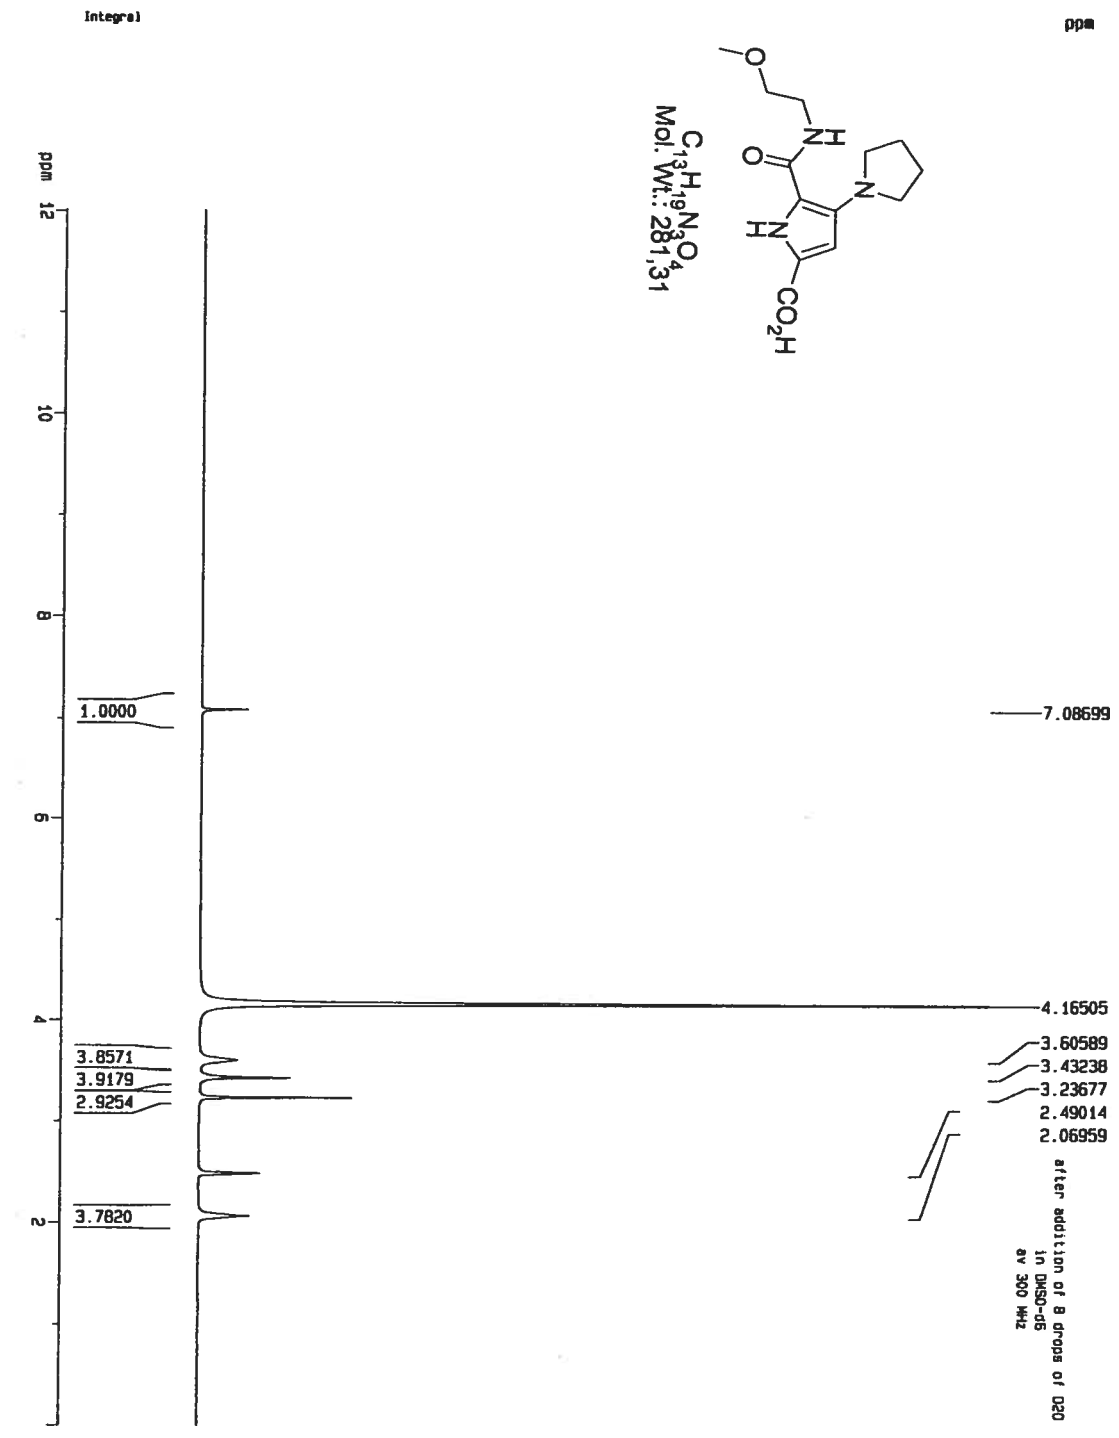 Integral
ppm
O
NH
O
N
HN
CO2H
C13H19N3O4
Mol. Wt.: 281,31
ppm
12
10
8
6
4
2
1.0000
3.8571
3.9179
2.9254
3.7820
7.08699
4.16505
3.60589
3.43238
3.23677
2.49014
2.06959
after addition of 8 drops of D2O
in DMSO-d6
av 300 MHz